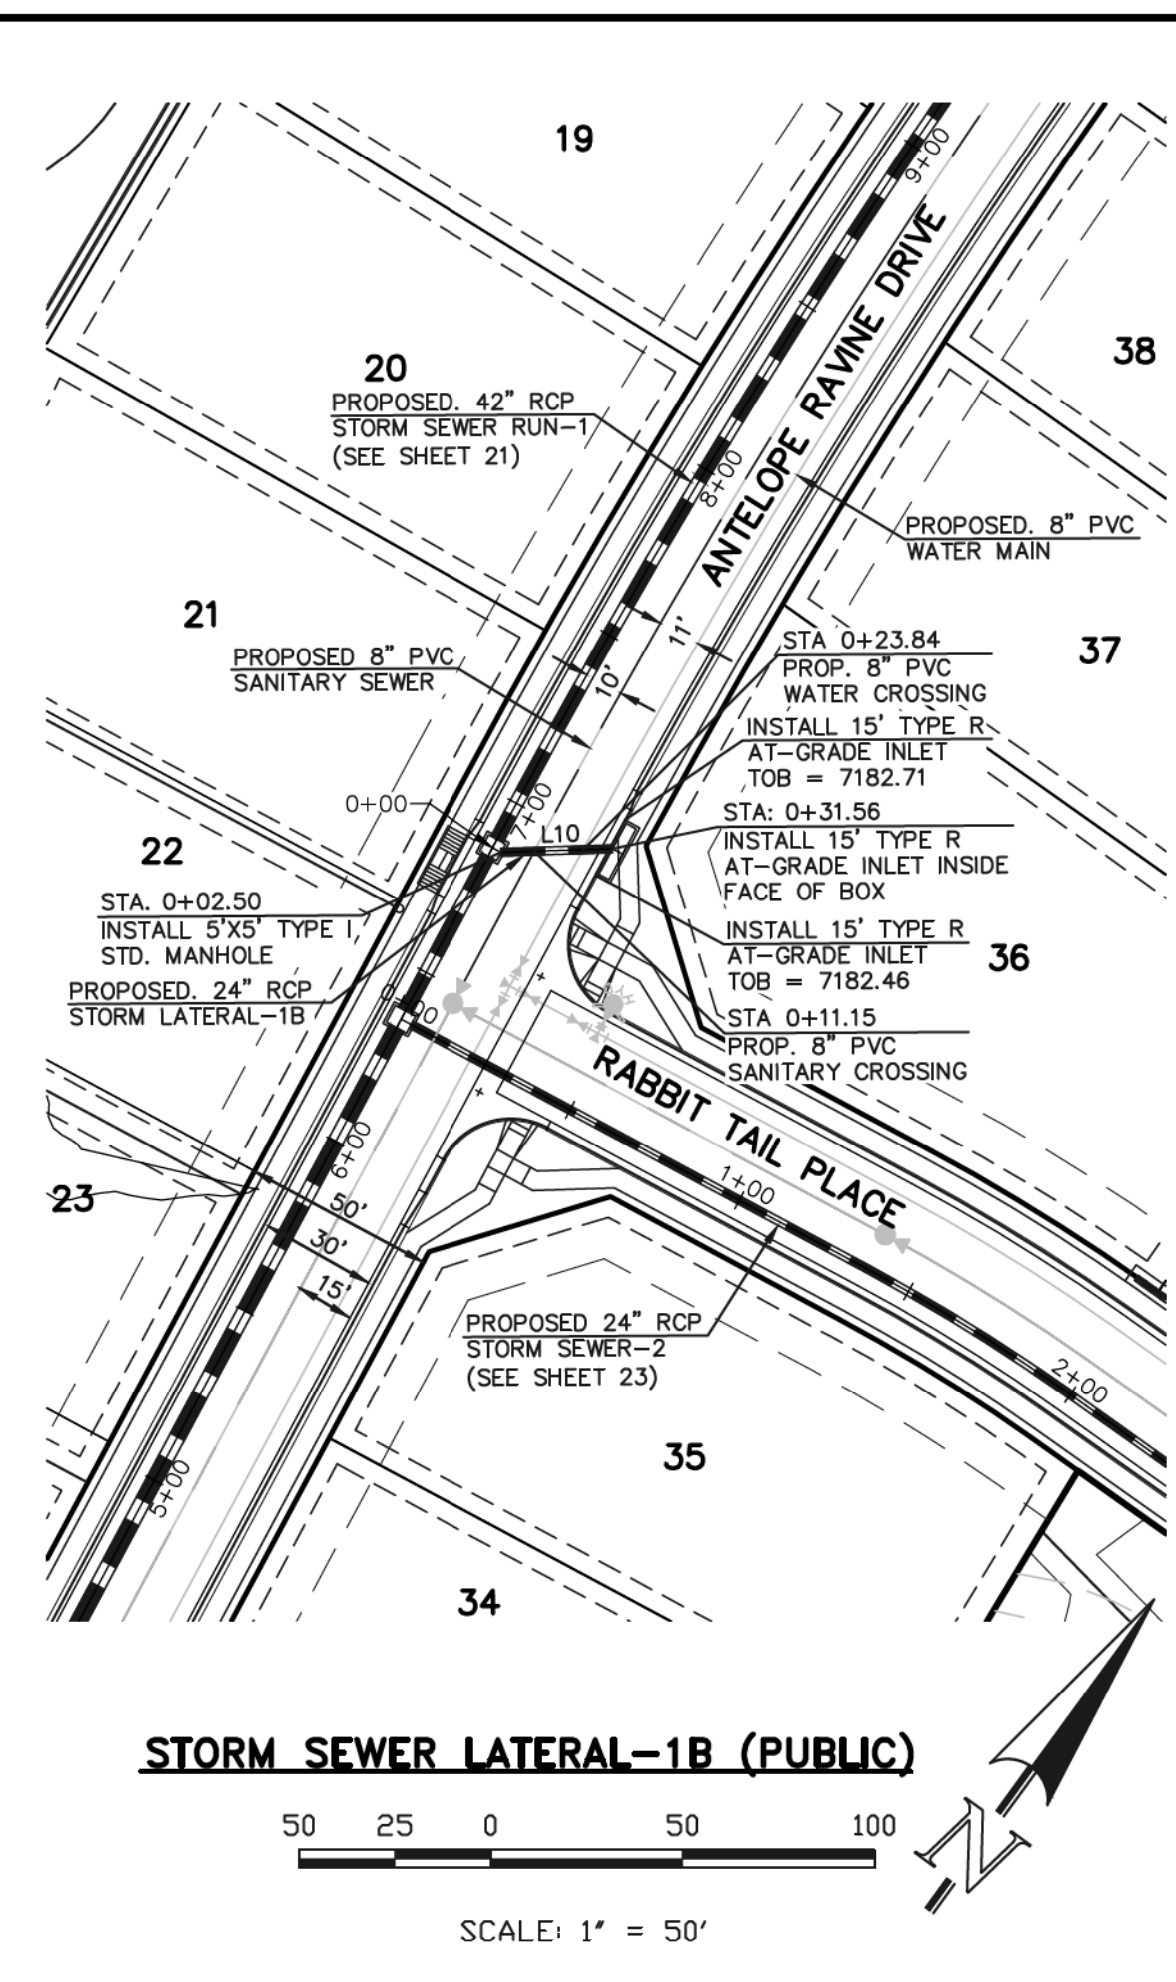 19
9+00
ANTELOPE RAVINE DRIVE
38
20
PROPOSED. 42" RCP
STORM SEWER RUN-1
(SEE SHEET 21)
8+00
PROPOSED. 8" PVC
WATER MAIN
21
11'
10'
PROPOSED 8" PVC
SANITARY SEWER
STA 0+23.84
PROP. 8" PVC
WATER CROSSING
37
INSTALL 15' TYPE R
AT-GRADE INLET
TOB = 7182.71
0+00
7+00
L10
STA: 0+31.56
INSTALL 15' TYPE R
AT-GRADE INLET INSIDE
FACE OF BOX
22
STA. 0+02.50
INSTALL 5'X5' TYPE I
STD. MANHOLE
INSTALL 15' TYPE R
AT-GRADE INLET
TOB = 7182.46
36
PROPOSED. 24" RCP
STORM LATERAL-1B
0+00
STA 0+11.15
PROP. 8" PVC
SANITARY CROSSING
RABBIT TAIL PLACE
6+00
1+00
23
50'
30'
15'
PROPOSED 24" RCP
STORM SEWER-2
(SEE SHEET 23)
2+00
5+00
35
34
STORM SEWER LATERAL-1B (PUBLIC)
50 25 0 50 100
N
SCALE: 1" = 50'